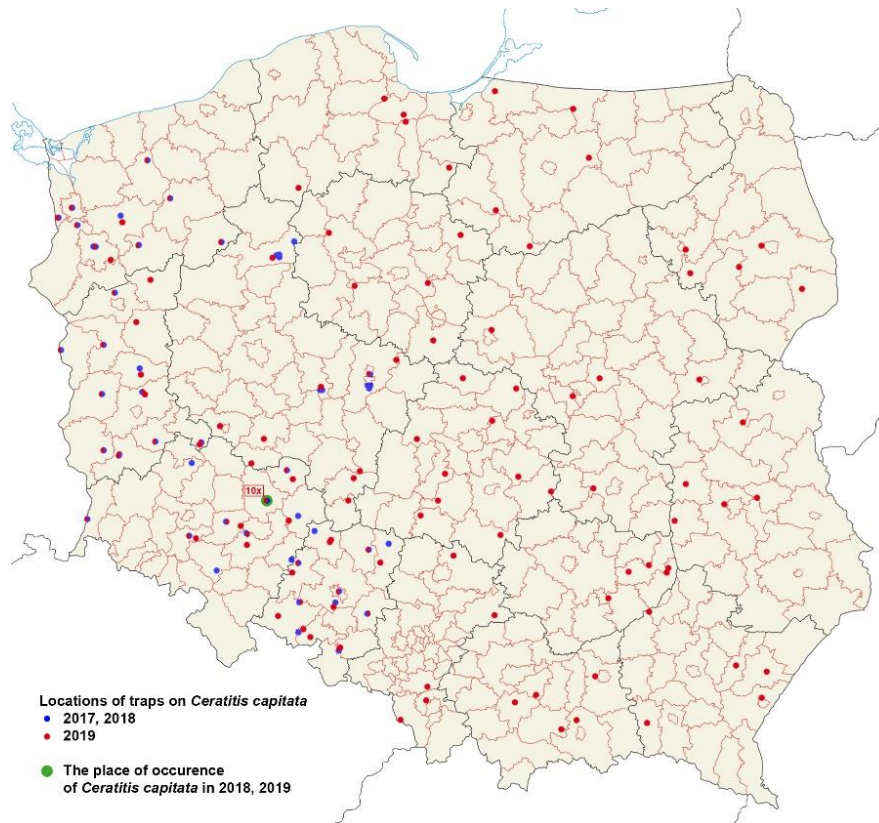 10x
Locations of traps on Ceratitis capitata
2017, 2018
2019
The place of occurence
of Ceratitis capitata in 2018, 2019